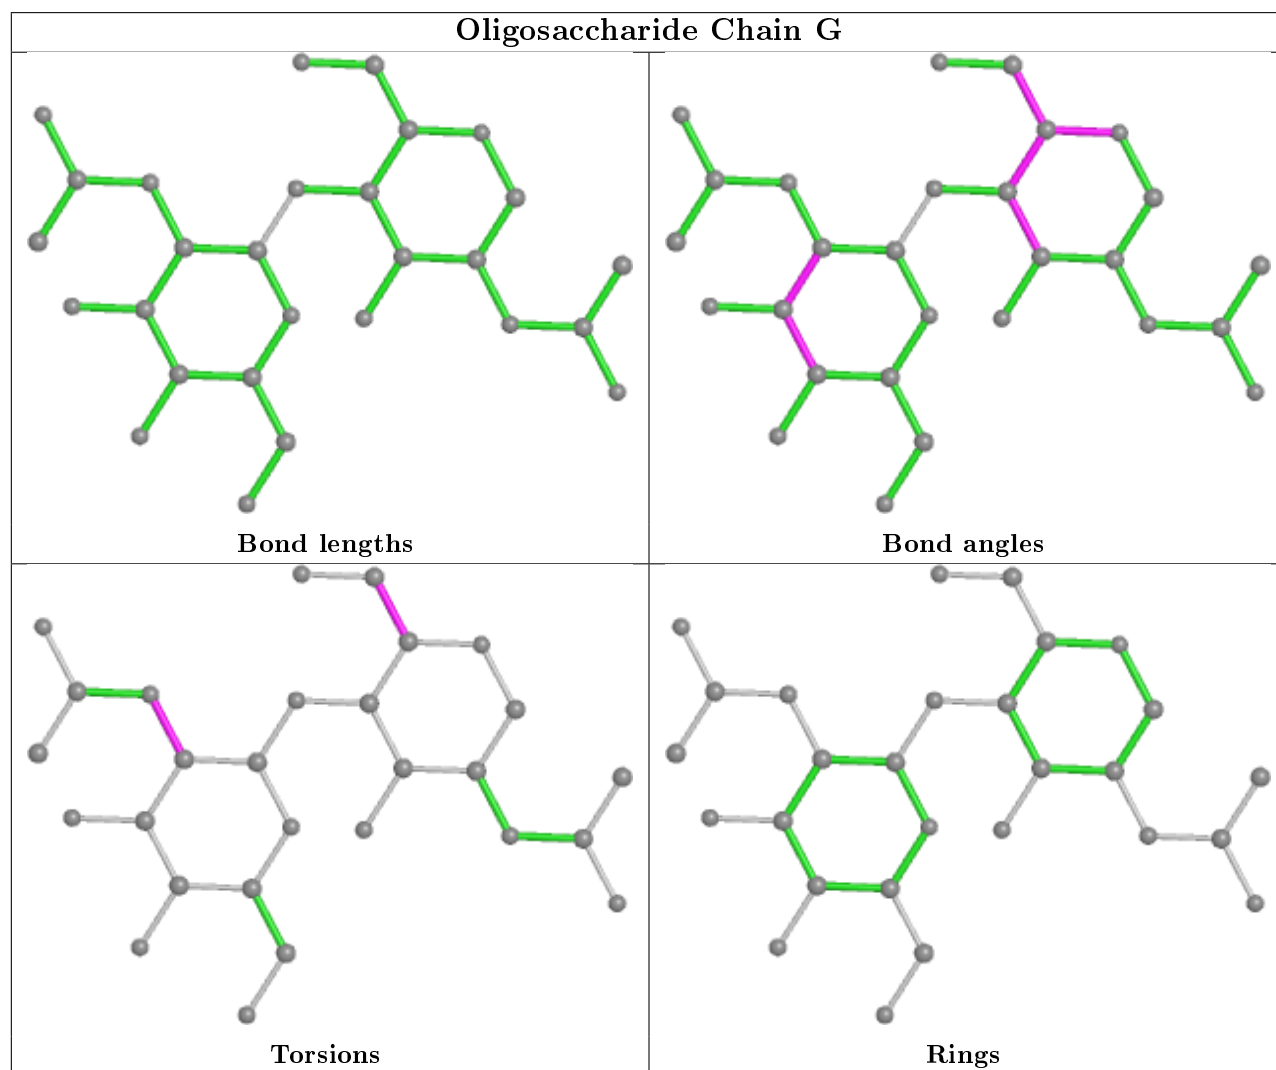 Oligosaccharide Chain G
Bond lengths
Bond angles
Torsions
Rings